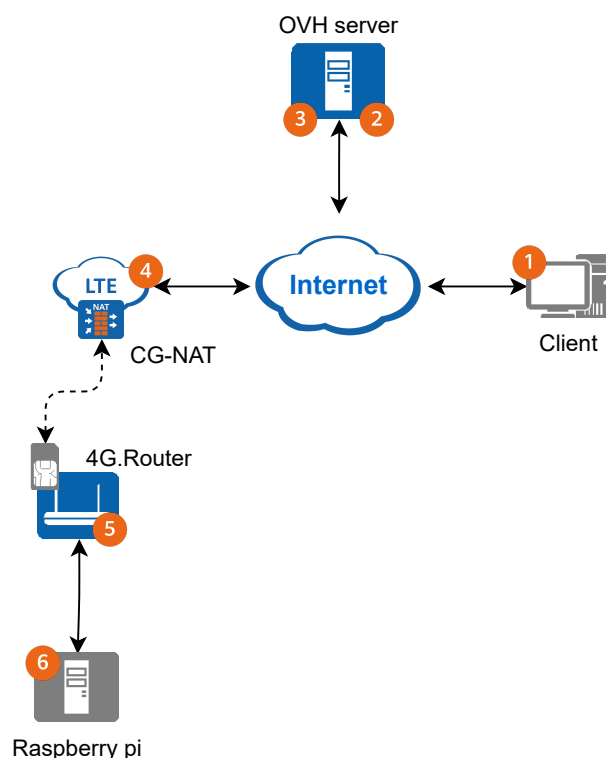 OVH server
3
2
1
4
LTE
Internet
NAT
CG-NAT
Client
4G.Router
5
6
Raspberry pi